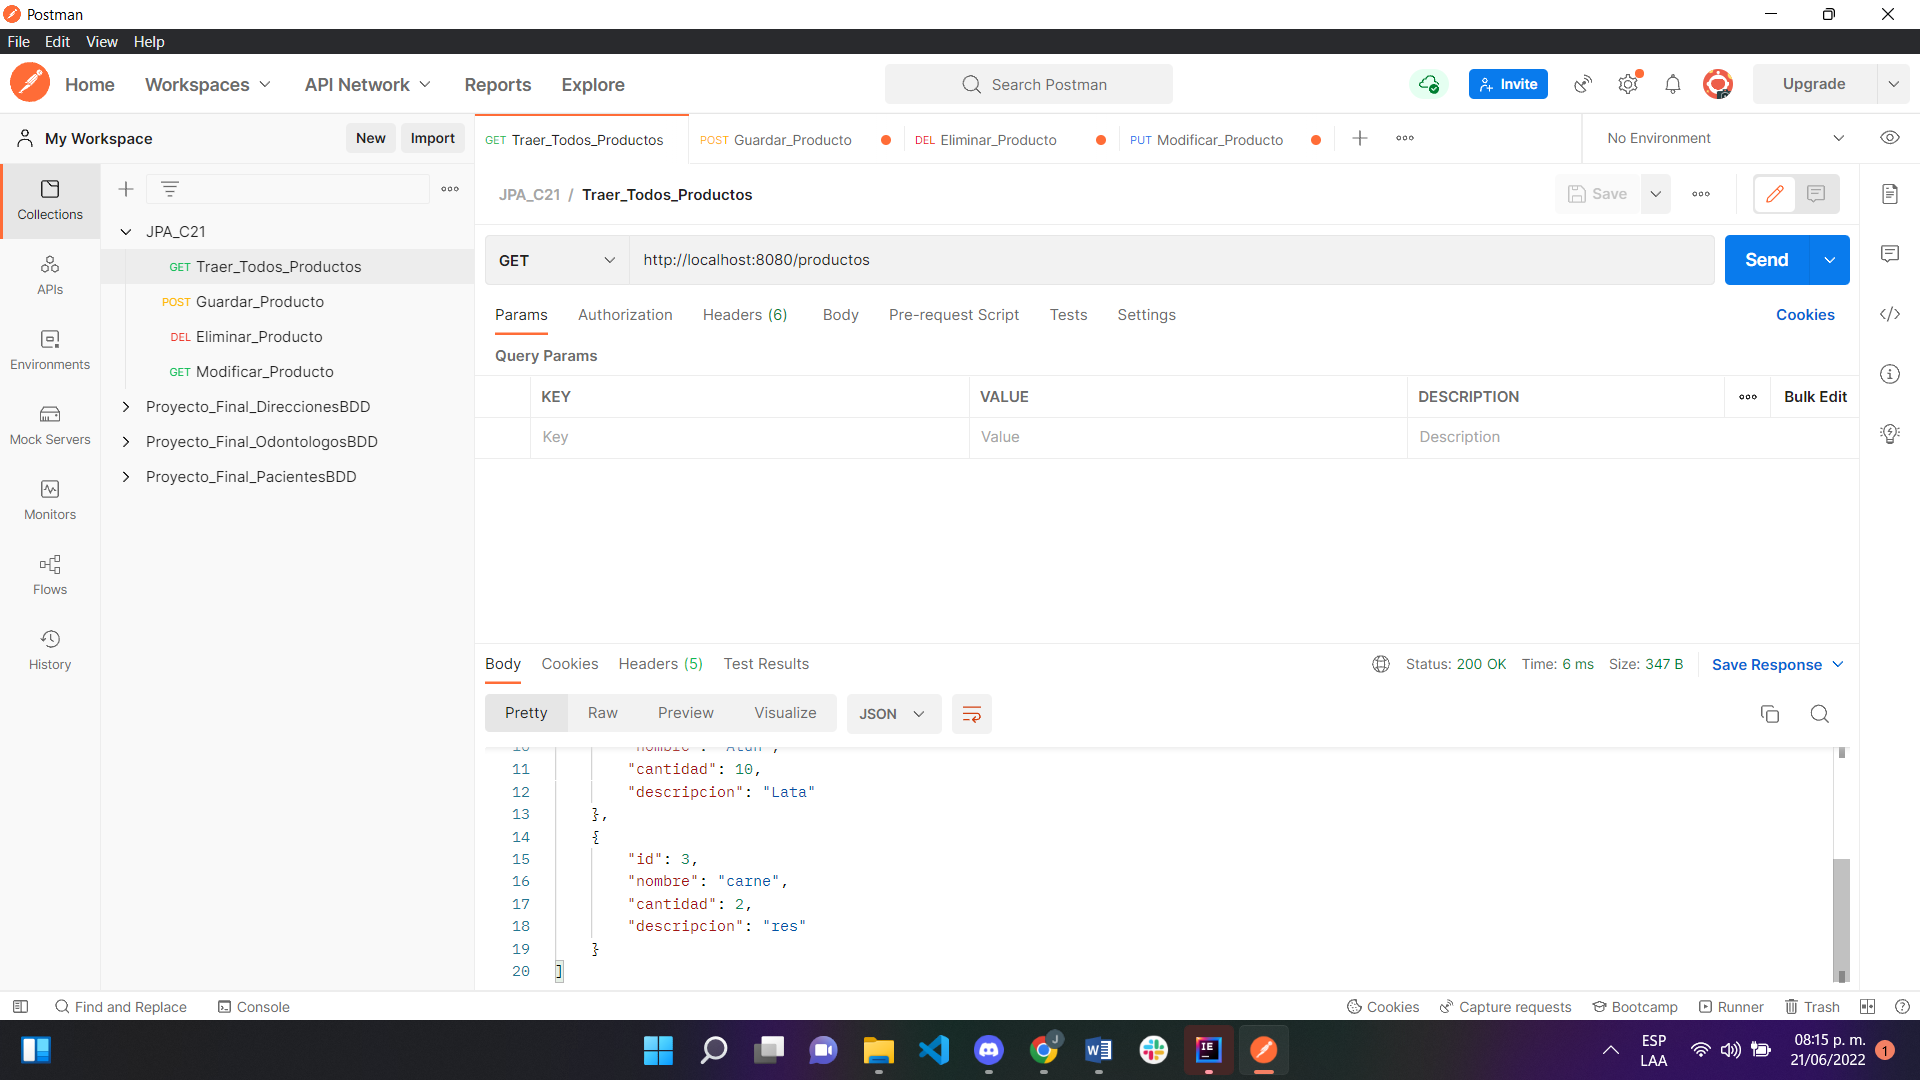 Postman
File Edit View Help
Home Workspaces API Network Reports Explore Search Postman Invite Upgrade
My Workspace New Import
GET Traer_Todos_Productos POST Guardar_Producto DEL Eliminar_Producto PUT Modificar_Producto No Environment
Collections
APIs
Environments
Mock Servers
Monitors
Flows
History
JPA_C21
GET Traer_Todos_Productos
POST Guardar_Producto
DEL Eliminar_Producto
GET Modificar_Producto
Proyecto_Final_DireccionesBDD
Proyecto_Final_OdontologosBDD
Proyecto_Final_PacientesBDD
JPA_C21 / Traer_Todos_Productos Save
GET http://localhost:8080/productos Send
Params Authorization Headers (6) Body Pre-request Script Tests Settings Cookies
Query Params
KEY VALUE DESCRIPTION Bulk Edit
Key Value Description
Body Cookies Headers (5) Test Results Status: 200 OK Time: 6 ms Size: 347 B Save Response
Pretty Raw Preview Visualize JSON
10 "nombre": "Atun",
11 "cantidad": 10,
12 "descripcion": "Lata"
13 },
14 {
15 "id": 3,
16 "nombre": "carne",
17 "cantidad": 2,
18 "descripcion": "res"
19 }
20 ]
Find and Replace Console Cookies Capture requests Bootcamp Runner Trash
J
IE
ESP
LAA
08:15 p. m.
21/06/2022
1